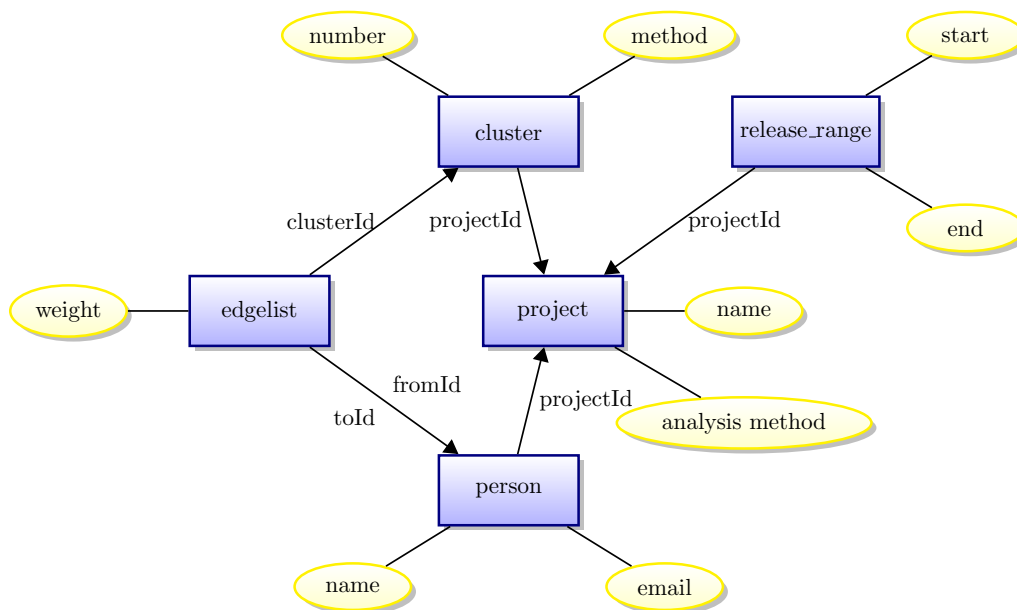 number
method
start
cluster
release_range
clusterId
projectId
projectId
end
weight
edgelist
project
name
fromId
toId
projectId
analysis method
person
name
email